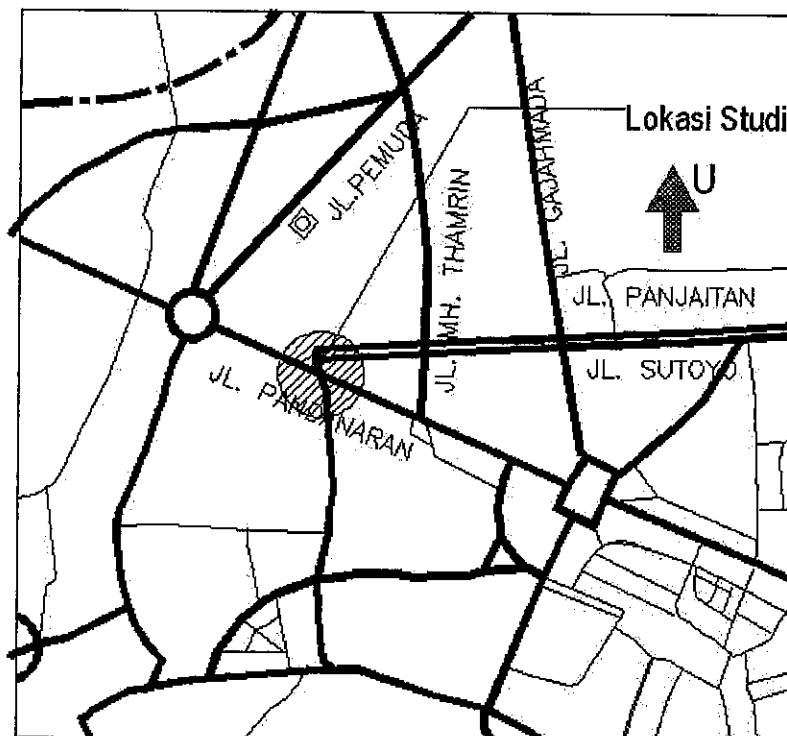 Lokasi Studi
U
JL.PEMUDA
JL. MH. THAMRIN
JL. GAJAHMADA
JL. PANJAITAN
JL. SUTOYO
JL. PANDANARAN